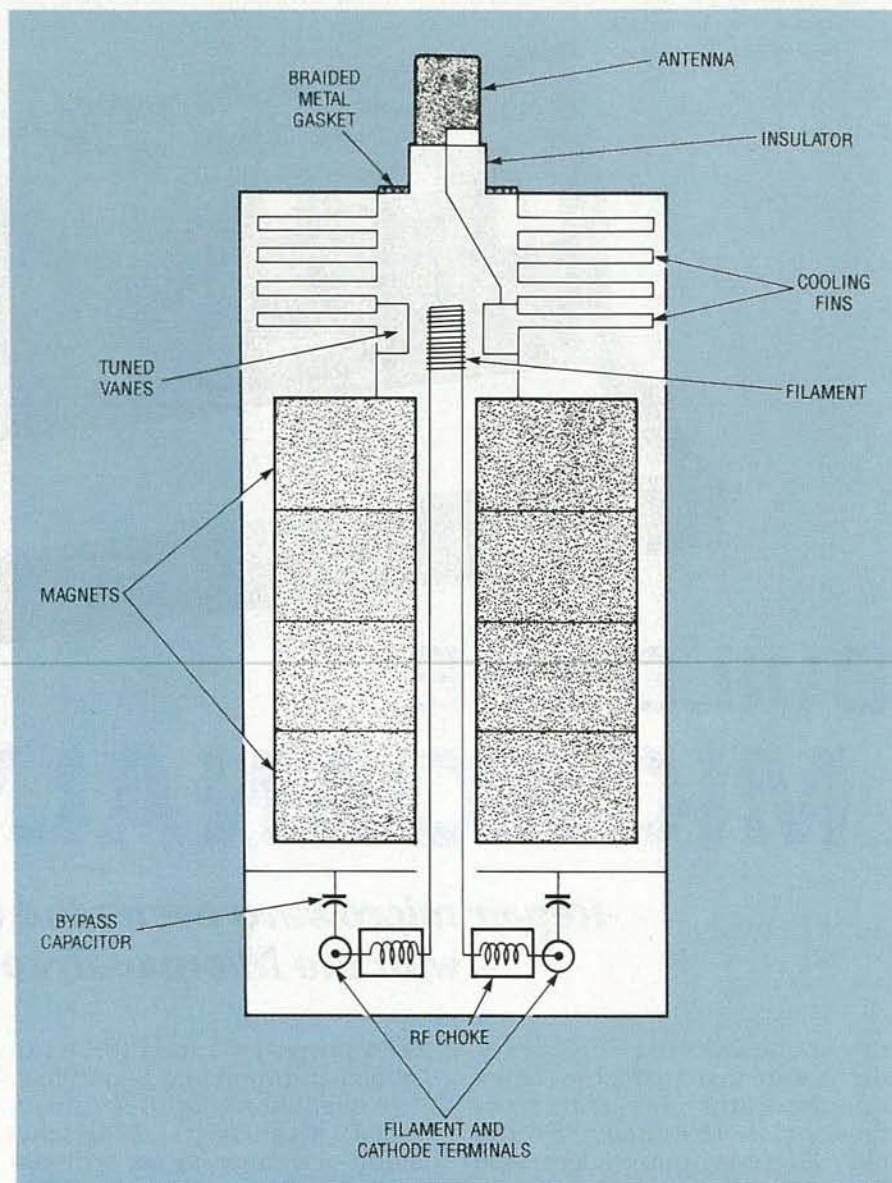 ANTENNA
BRAIDED
METAL
GASKET
INSULATOR
COOLING
FINS
TUNED
VANES
FILAMENT
MAGNETS
BYPASS
CAPACITOR
RF CHOKE
FILAMENT AND
CATHODE TERMINALS